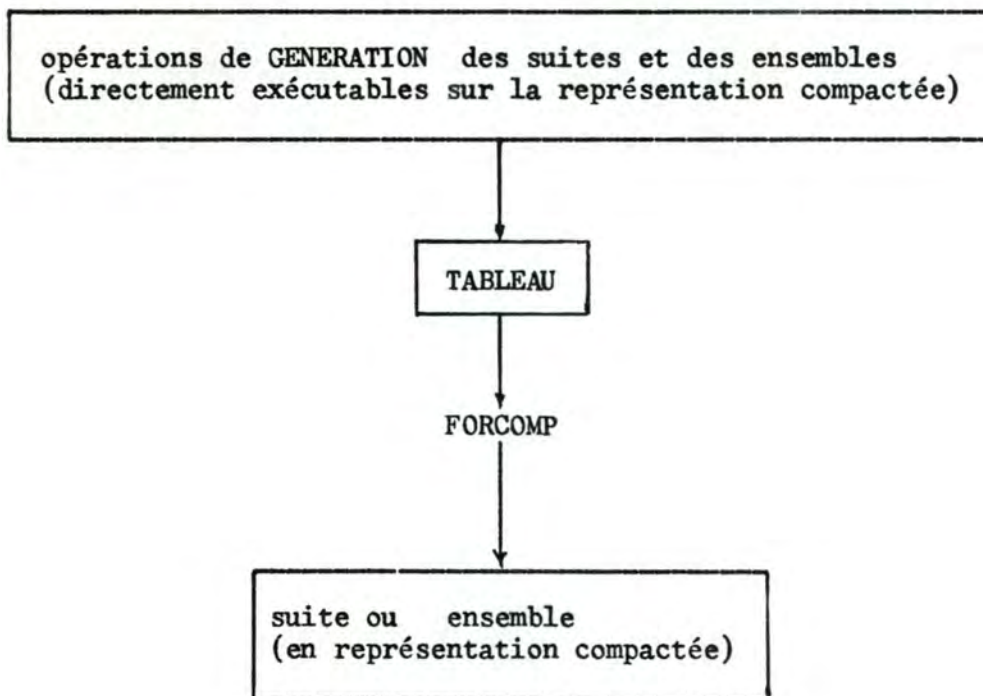 opérations de GENERATION des suites et des ensembles
(directement exécutables sur la représentation compactée)
TABLEAU
FORCOMP
suite ou ensemble
(en représentation compactée)